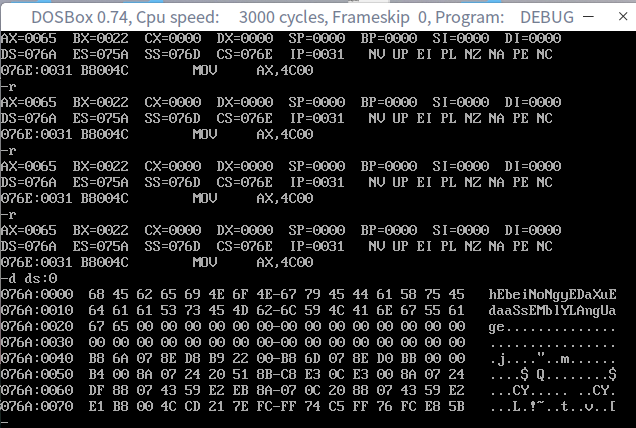 DOSBox 0.74, Cpu speed: 3000 cycles, Frameskip 0, Program: DEBUG
AX=0065 BX=0022 CX=0000 DX=0000 SP=0000 BP=0000 SI=0000 DI=0000
DS=076A ES=075A SS=076D CS=076E IP=0031 NV UP EI PL NZ NA PE NC
076E:0031 B8004C MOV AX,4C00
-r
AX=0065 BX=0022 CX=0000 DX=0000 SP=0000 BP=0000 SI=0000 DI=0000
DS=076A ES=075A SS=076D CS=076E IP=0031 NV UP EI PL NZ NA PE NC
076E:0031 B8004C MOV AX,4C00
-r
AX=0065 BX=0022 CX=0000 DX=0000 SP=0000 BP=0000 SI=0000 DI=0000
DS=076A ES=075A SS=076D CS=076E IP=0031 NV UP EI PL NZ NA PE NC
076E:0031 B8004C MOV AX,4C00
-r
AX=0065 BX=0022 CX=0000 DX=0000 SP=0000 BP=0000 SI=0000 DI=0000
DS=076A ES=075A SS=076D CS=076E IP=0031 NV UP EI PL NZ NA PE NC
076E:0031 B8004C MOV AX,4C00
-d ds:0
076A:0000 68 45 62 65 69 4E 6F 4E-67 79 45 44 61 58 75 45 hEbeiNoNgyEDaXuE
076A:0010 64 61 61 53 73 45 4D 62-6C 59 4C 41 6E 67 55 61 daaSsEMblYLAngUa
076A:0020 67 65 00 00 00 00 00 00-00 00 00 00 00 00 00 00 ge..............
076A:0030 00 00 00 00 00 00 00 00-00 00 00 00 00 00 00 00 ................
076A:0040 B8 6A 07 8E D8 B9 22 00-B8 6D 07 8E D0 BB 00 00 .j...."..m......
076A:0050 B4 00 8A 07 24 20 51 8B-C8 E3 0C E3 00 8A 07 24 ....$ Q........$
076A:0060 DF 88 07 43 59 E2 EB 8A-07 0C 20 88 07 43 59 E2 ...CY..... ..CY.
076A:0070 E1 B8 00 4C CD 21 7E FC-FF 74 C5 FF 76 FC E8 5B ...L.!~..t..v..[
-